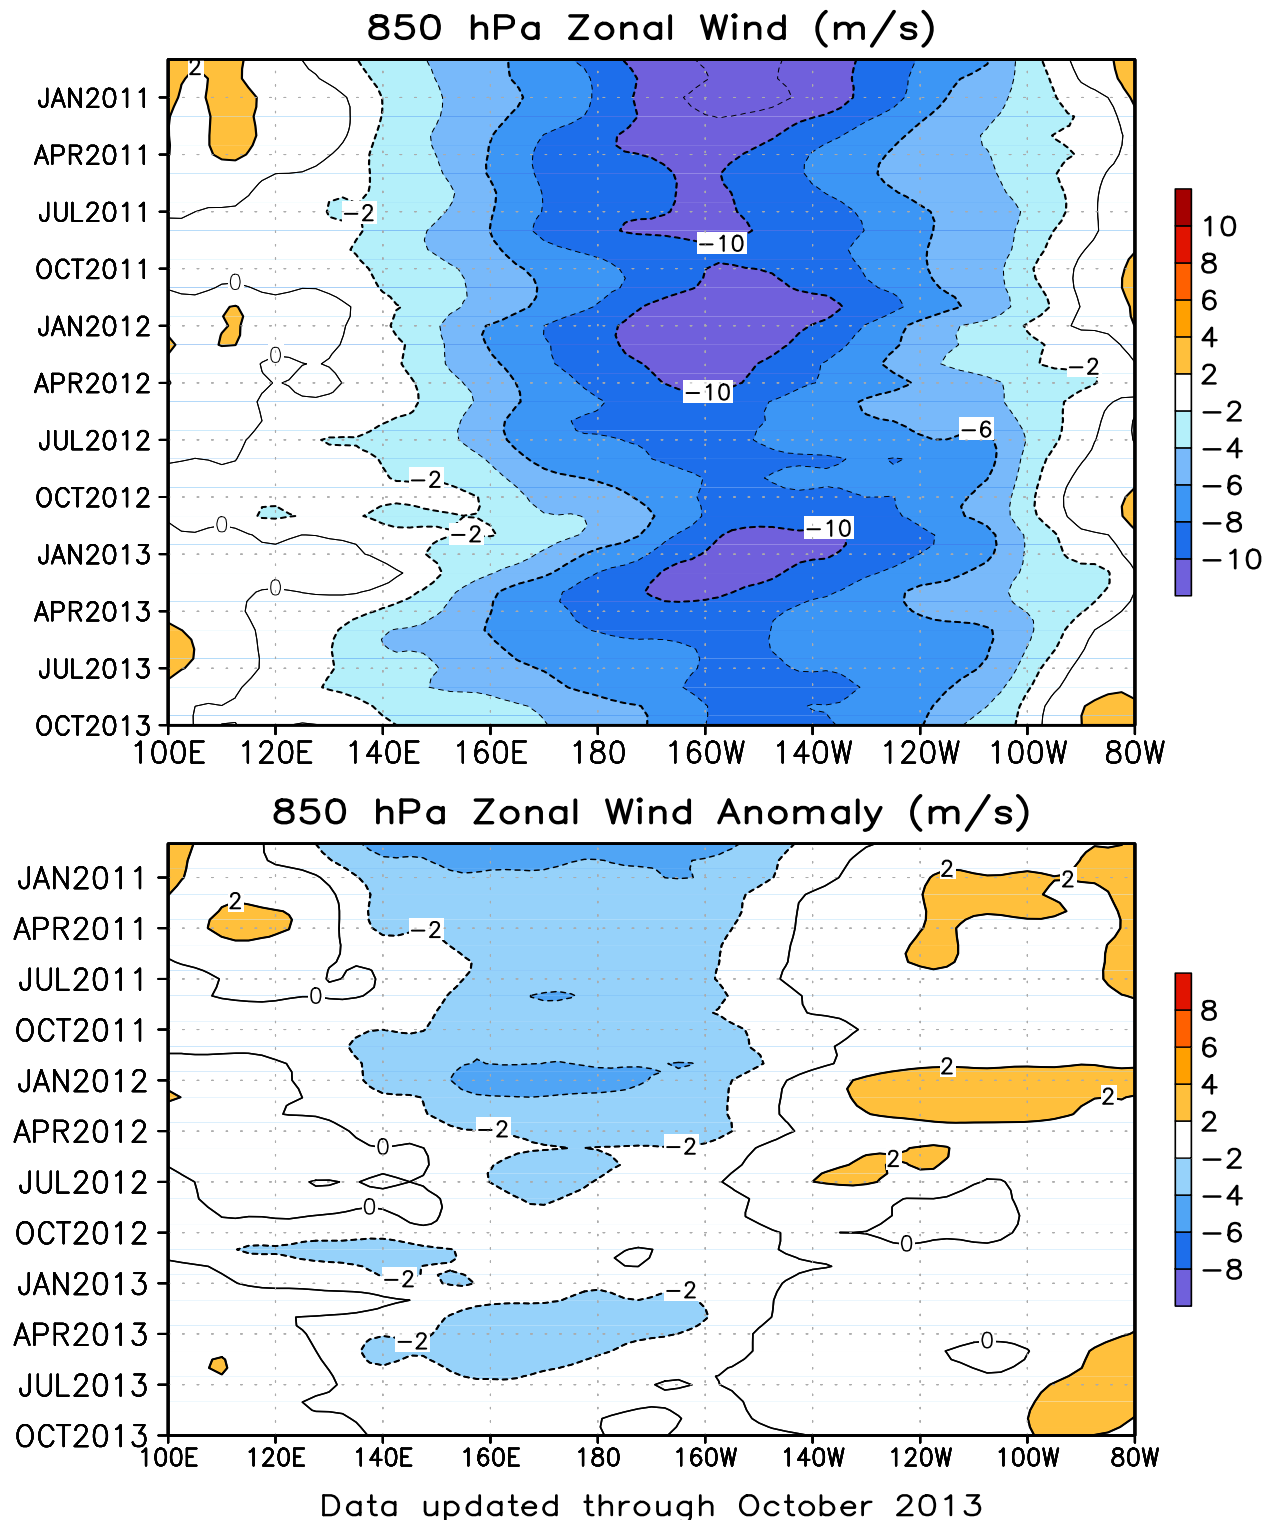 850 hPa Zonal Wind (m/s)
JAN2011
APR2011
JUL2011
OCT2011
JAN2012
APR2012
JUL2012
OCT2012
JAN2013
APR2013
JUL2013
OCT2013
2
−2
−10
0
0
−2
−10
−6
−2
0
−2
−10
0
100E 120E 140E 160E 180 160W 140W 120W 100W 80W
10
8
6
4
2
−2
−4
−6
−8
−10
850 hPa Zonal Wind Anomaly (m/s)
JAN2011
APR2011
JUL2011
OCT2011
JAN2012
APR2012
JUL2012
OCT2012
JAN2013
APR2013
JUL2013
OCT2013
2
2
2
−2
0
2
2
−2
0
−2
2
0
0
−2
−2
−2
0
100E 120E 140E 160E 180 160W 140W 120W 100W 80W
8
6
4
2
−2
−4
−6
−8
Data updated through October 2013